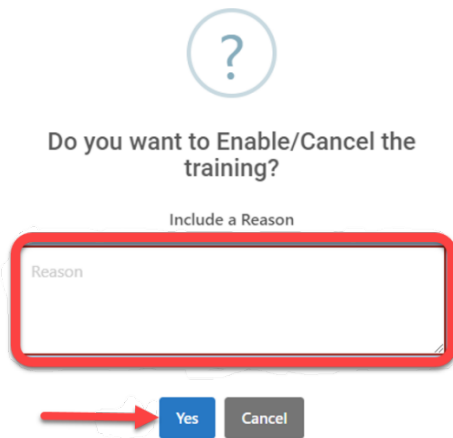 ?
Do you want to Enable/Cancel the
training?
Include a Reason
Reason
Yes
Cancel